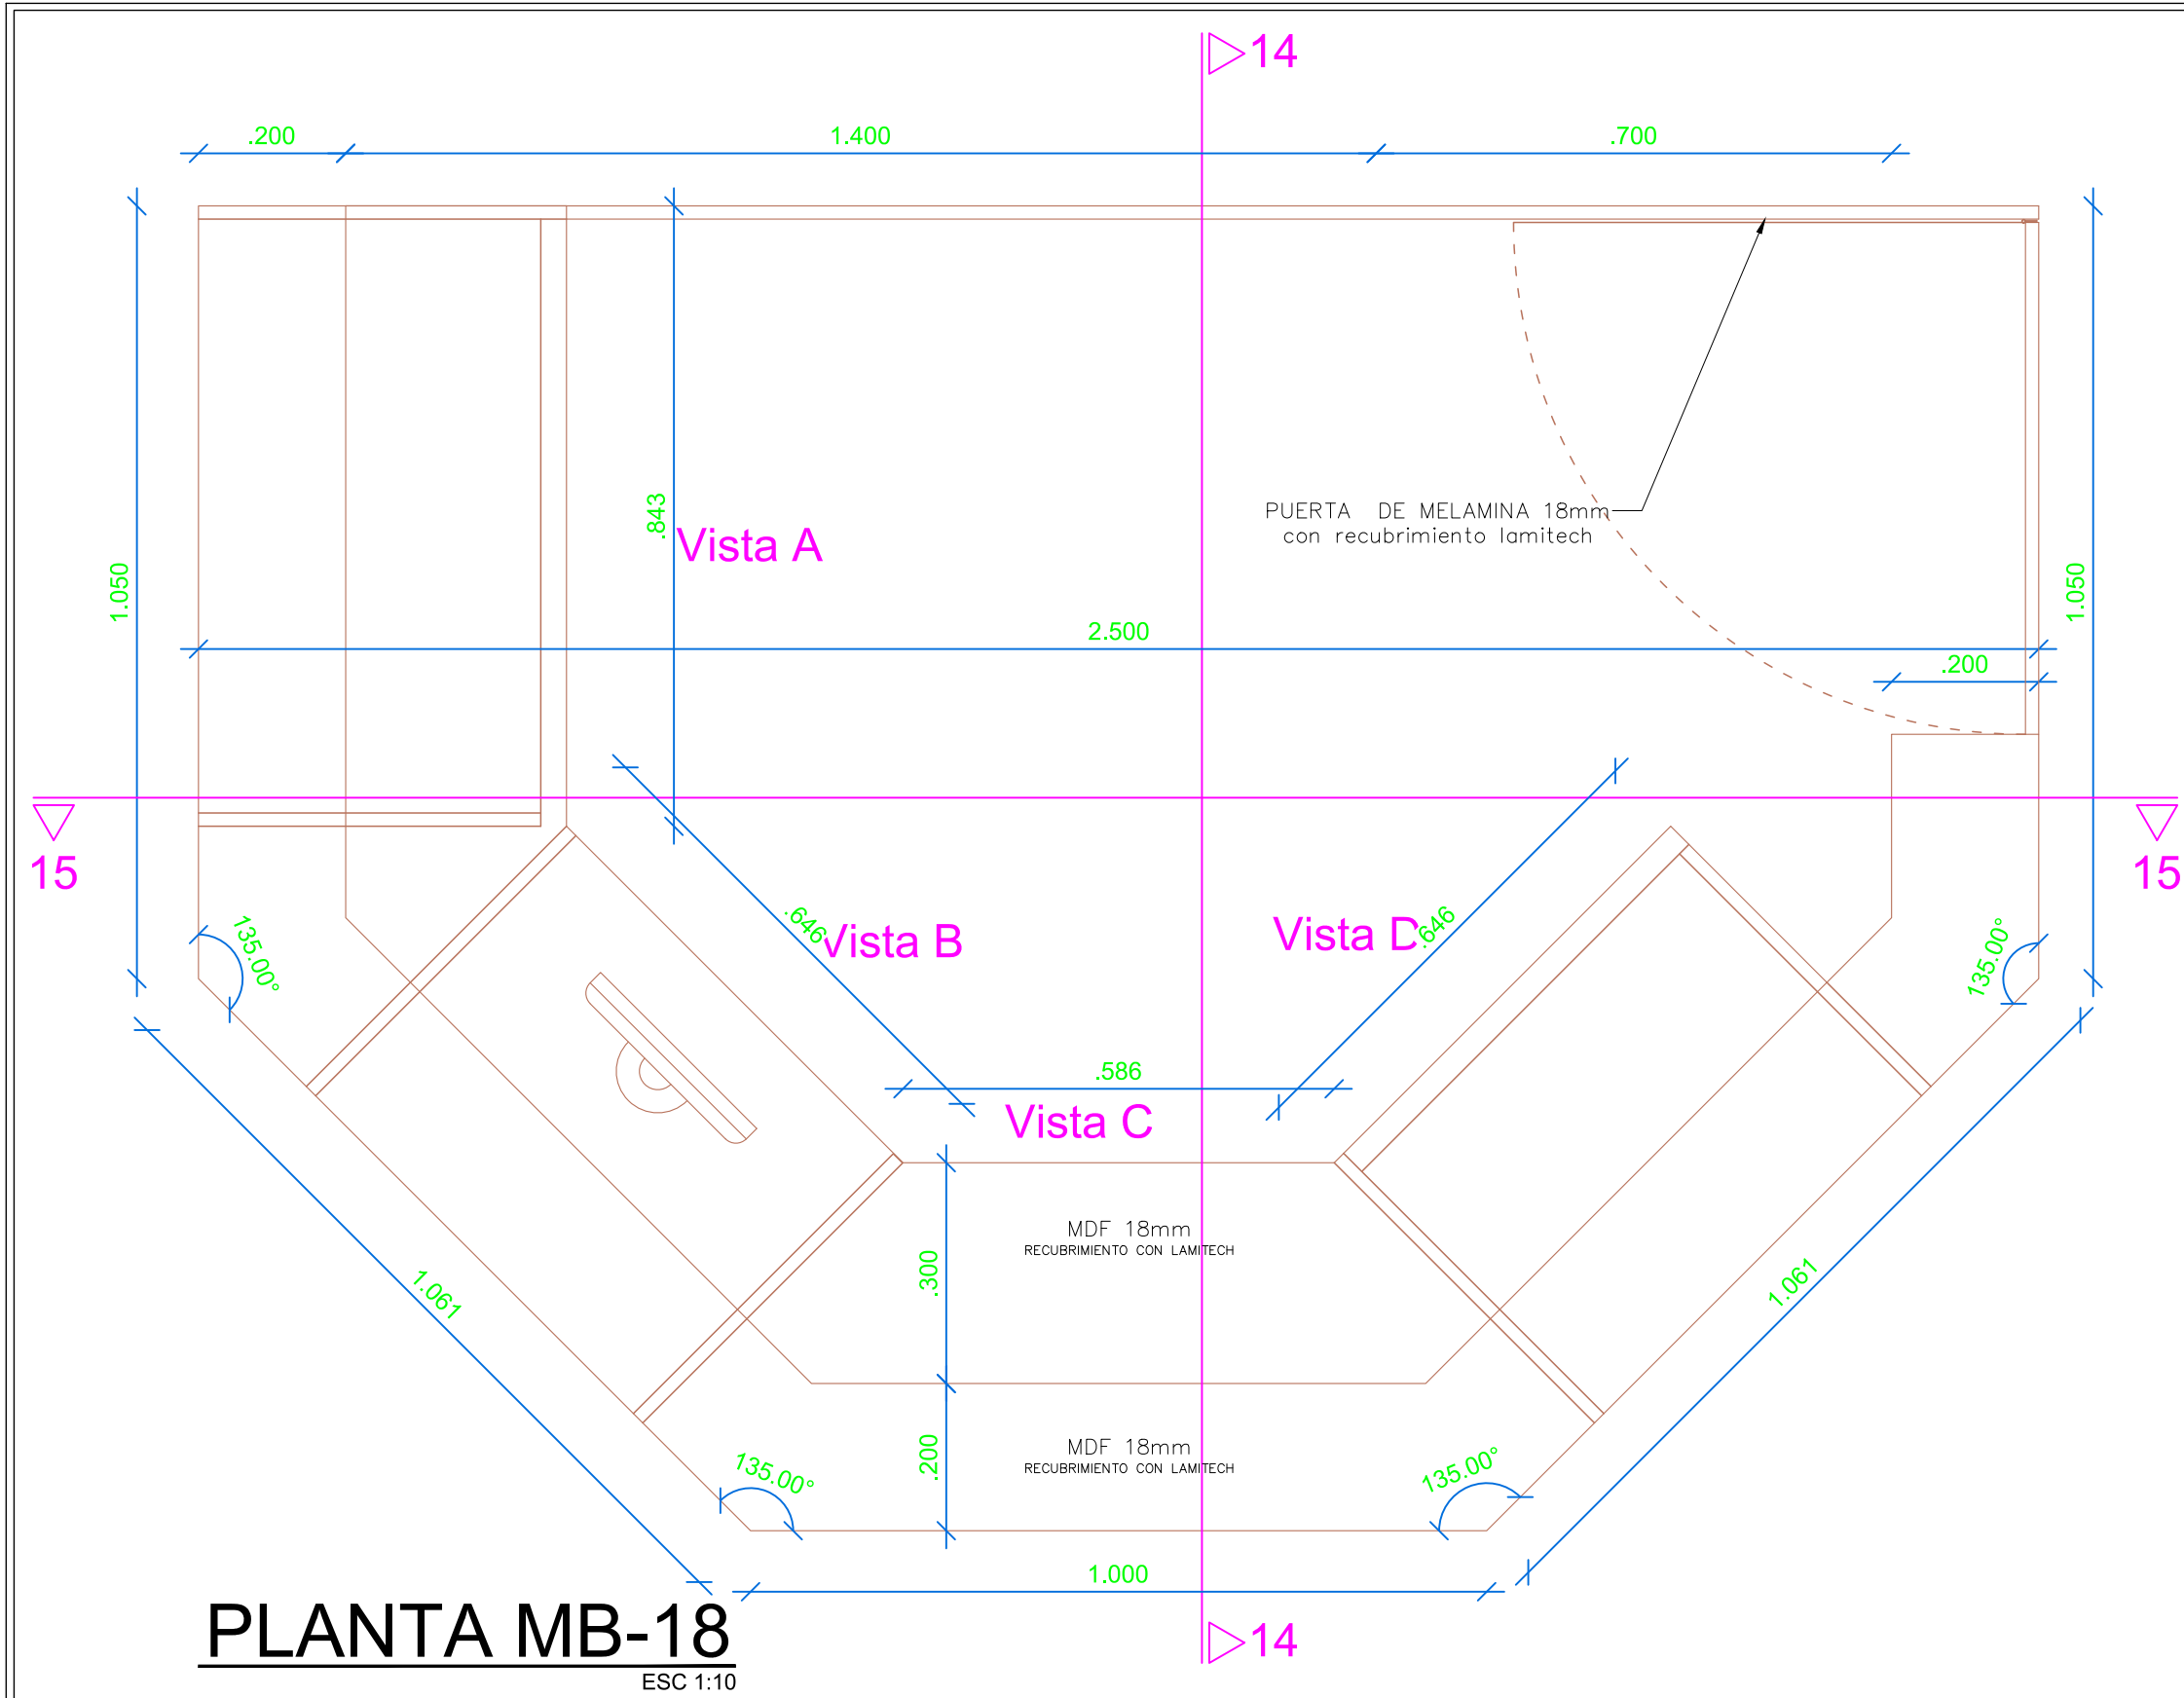 14
.200
1.400
.700
.843
Vista A
PUERTA DE MELAMINA 18mm
con recubrimiento lamitech
1.050
1.050
2.500
.200
15
15
135.00°
.646
Vista B
Vista D
.646
135.00°
.586
Vista C
MDF 18mm
RECUBRIMIENTO CON LAMITECH
.300
1.061
1.061
MDF 18mm
RECUBRIMIENTO CON LAMITECH
.200
135.00°
135.00°
1.000
PLANTA MB-18
14
ESC 1:10